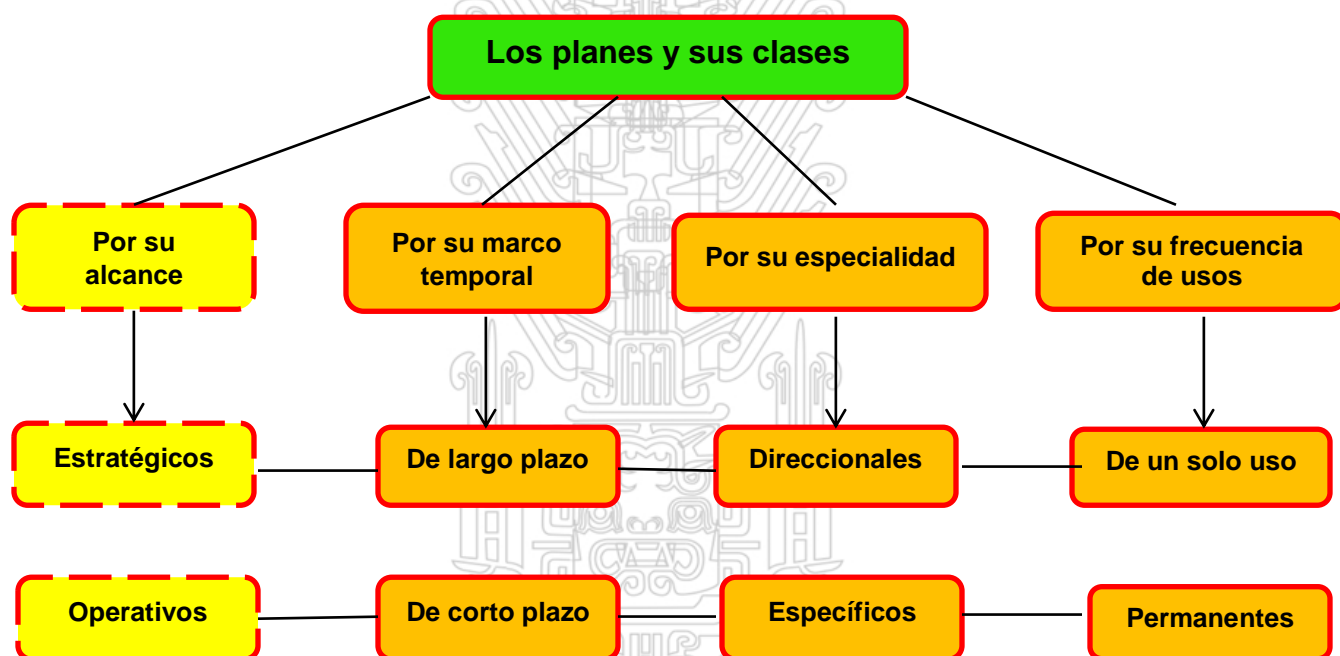 Los planes y sus clases
Por su
alcance
Por su marco
temporal
Por su especialidad
Por su frecuencia
de usos
Estratégicos
De largo plazo
Direccionales
De un solo uso
Operativos
De corto plazo
Específicos
Permanentes